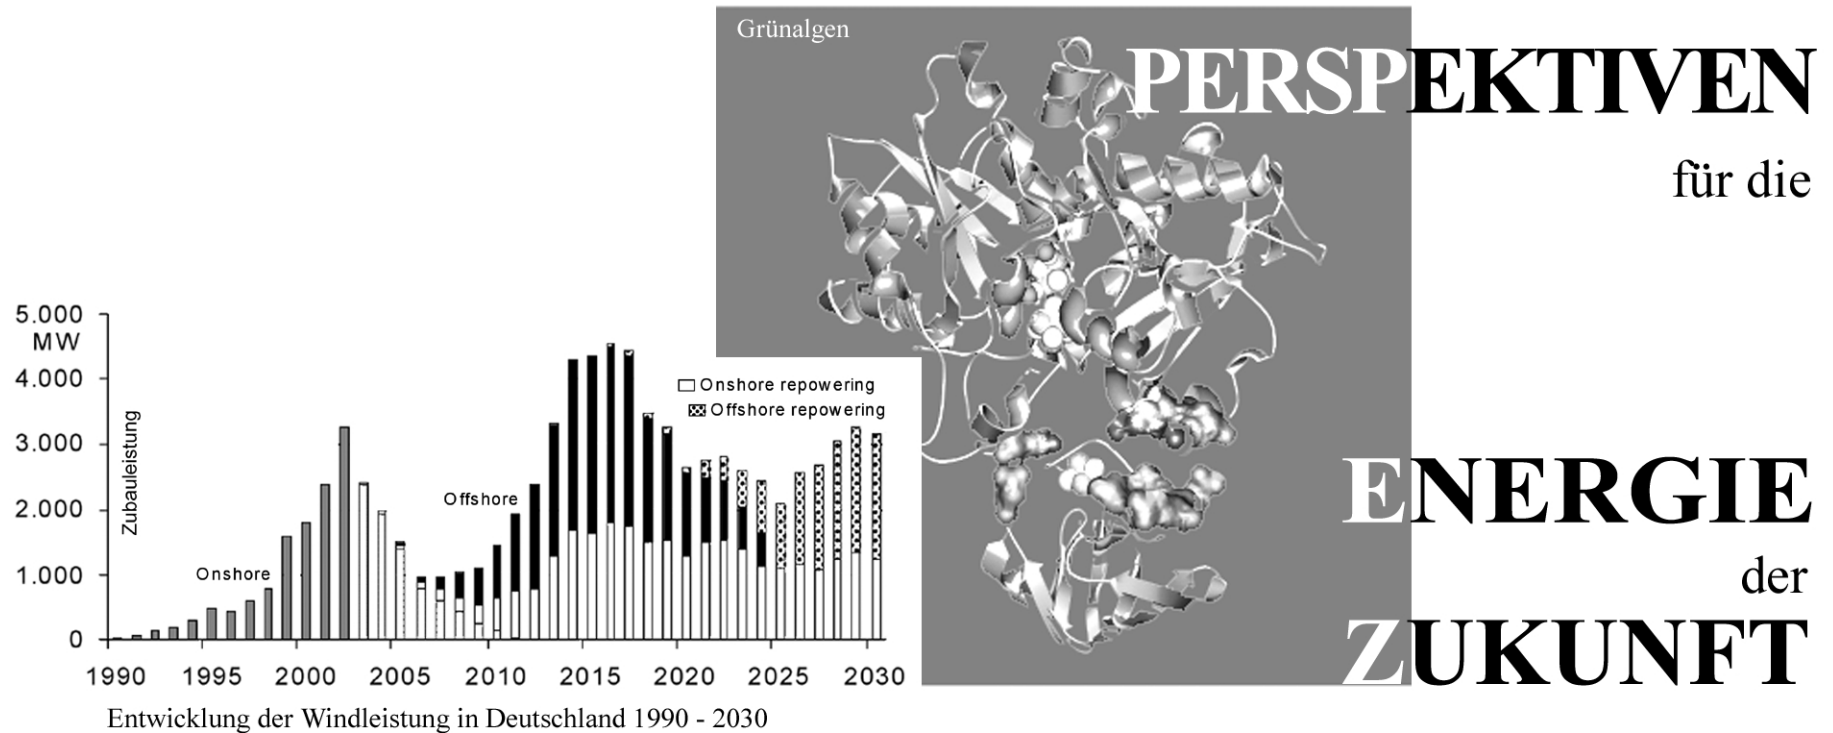 Grünalgen
PERSPEKTIVEN
für die
ENERGIE
der
ZUKUNFT
5.000
MW
4.000
3.000
2.000
1.000
0
Zubauleistung
Onshore
Offshore
Onshore repowering
Offshore repowering
1990 1995 2000 2005 2010 2015 2020 2025 2030
Entwicklung der Windleistung in Deutschland 1990 - 2030